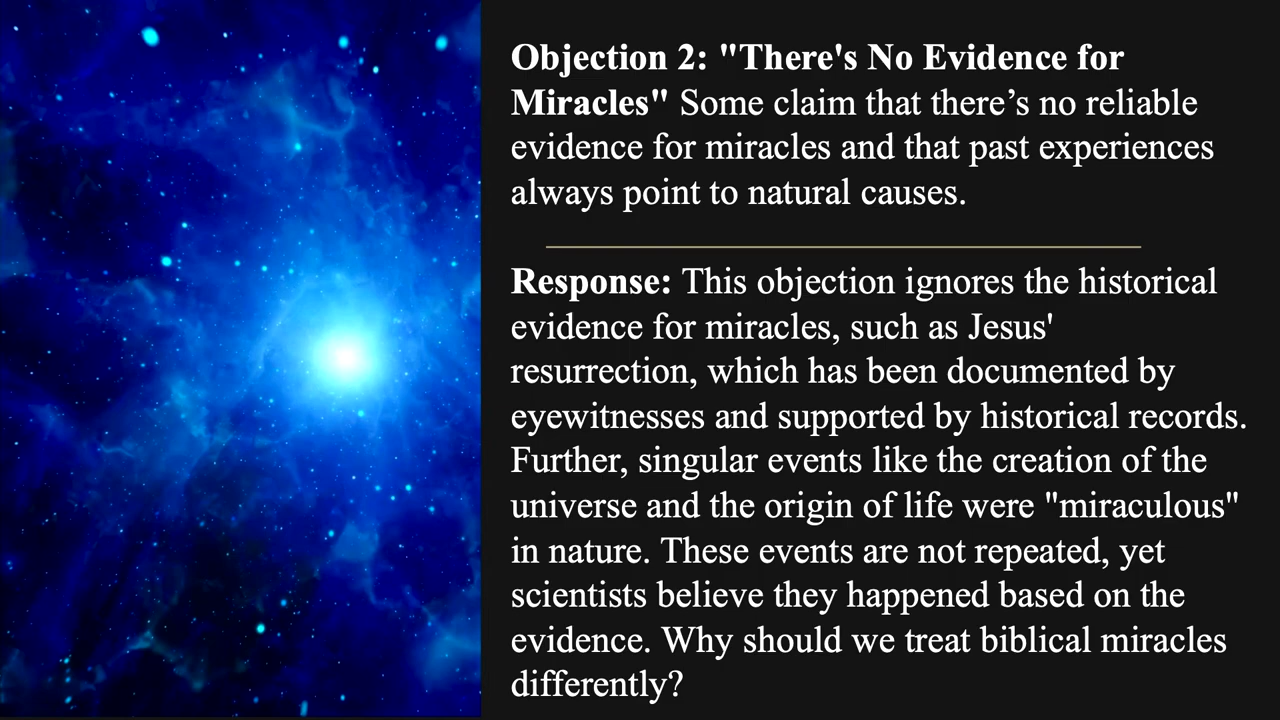 Objection 2: "There's No Evidence for
Miracles" Some claim that there’s no reliable
evidence for miracles and that past experiences
always point to natural causes.
Response: This objection ignores the historical
evidence for miracles, such as Jesus'
resurrection, which has been documented by
eyewitnesses and supported by historical records.
Further, singular events like the creation of the
universe and the origin of life were "miraculous"
in nature. These events are not repeated, yet
scientists believe they happened based on the
evidence. Why should we treat biblical miracles
differently?